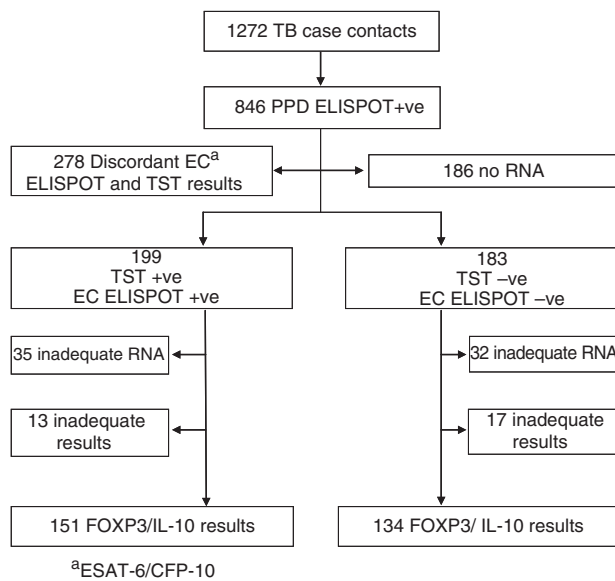 1272 TB case contacts
846 PPD ELISPOT+ve
278 Discordant ECa
ELISPOT and TST results
186 no RNA
199
TST +ve
EC ELISPOT +ve
183
TST –ve
EC ELISPOT –ve
35 inadequate RNA
32 inadequate RNA
13 inadequate
results
17 inadequate
results
151 FOXP3/IL-10 results
134 FOXP3/ IL-10 results
aESAT-6/CFP-10